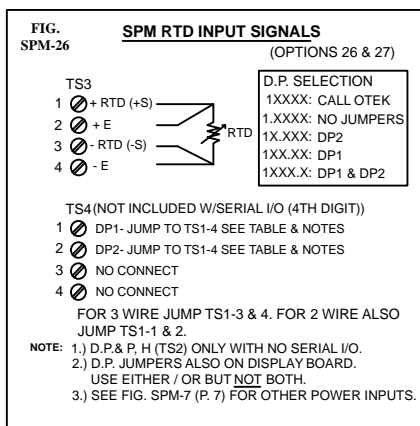 FIG.
SPM-26
SPM RTD INPUT SIGNALS
(OPTIONS 26 & 27)
TS3
1 + RTD (+S)
2 + E
3 - RTD (-S)
4 - E
RTD
D.P. SELECTION
1XXXX: CALL OTEK
1.XXXX: NO JUMPERS
1X.XXX: DP2
1XX.XX: DP1
1XXX.X: DP1 & DP2
TS4(NOT INCLUDED W/SERIAL I/O (4TH DIGIT))
1 DP1- JUMP TO TS1-4 SEE TABLE & NOTES
2 DP2- JUMP TO TS1-4 SEE TABLE & NOTES
3 NO CONNECT
4 NO CONNECT
FOR 3 WIRE JUMP TS1-3 & 4. FOR 2 WIRE ALSO
JUMP TS1-1 & 2.
NOTE: 1.) D.P.& P, H (TS2) ONLY WITH NO SERIAL I/O.
2.) D.P. JUMPERS ALSO ON DISPLAY BOARD.
USE EITHER / OR BUT NOT BOTH.
3.) SEE FIG. SPM-7 (P. 7) FOR OTHER POWER INPUTS.